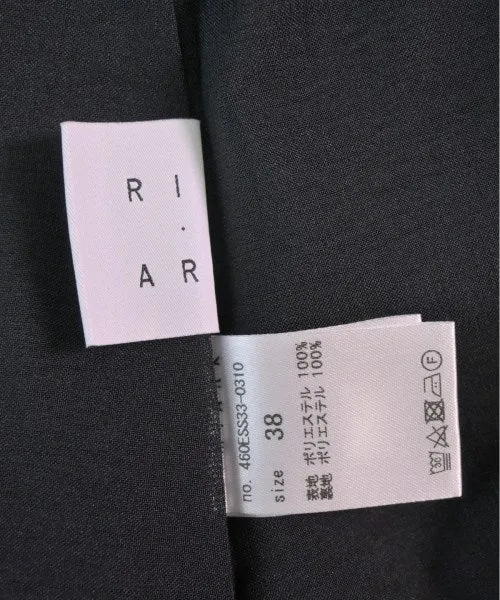 RI
.
AR
no. 460ESS33-0310
size 38
表地 ポリエステル 100%
裏地 ポリエステル 100%
30
F